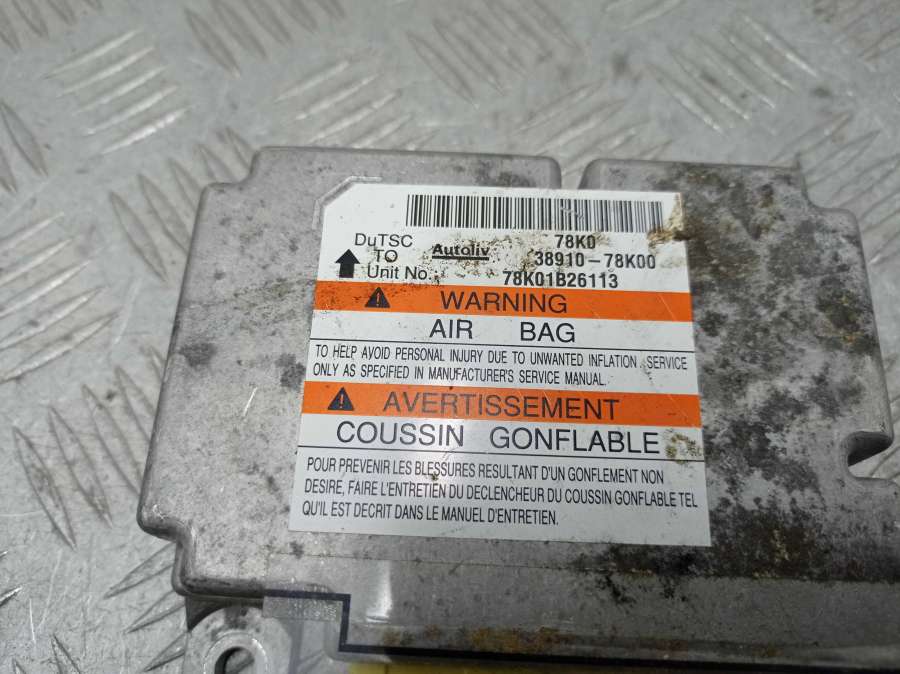 DuTSC 78K0
TO Autoliv 38910-78K00
Unit No. 78K01B26113
WARNING
AIR BAG
TO HELP AVOID PERSONAL INJURY DUE TO UNWANTED INFLATION. SERVICE
ONLY AS SPECIFIED IN MANUFACTURER'S SERVICE MANUAL.
AVERTISSEMENT
COUSSIN GONFLABLE
POUR PREVENIR LES BLESSURES RESULTANT D'UN GONFLEMENT NON
DESIRE, FAIRE L'ENTRETIEN DU DECLENCHEUR DU COUSSIN GONFLABLE TEL
QU'IL EST DECRIT DANS LE MANUEL D'ENTRETIEN.